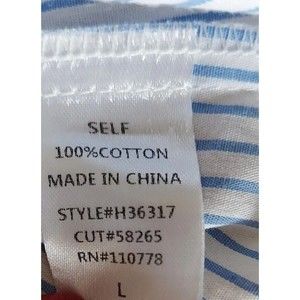 SELF
100%COTTON
MADE IN CHINA
STYLE#H36317
CUT#58265
RN#110778
L